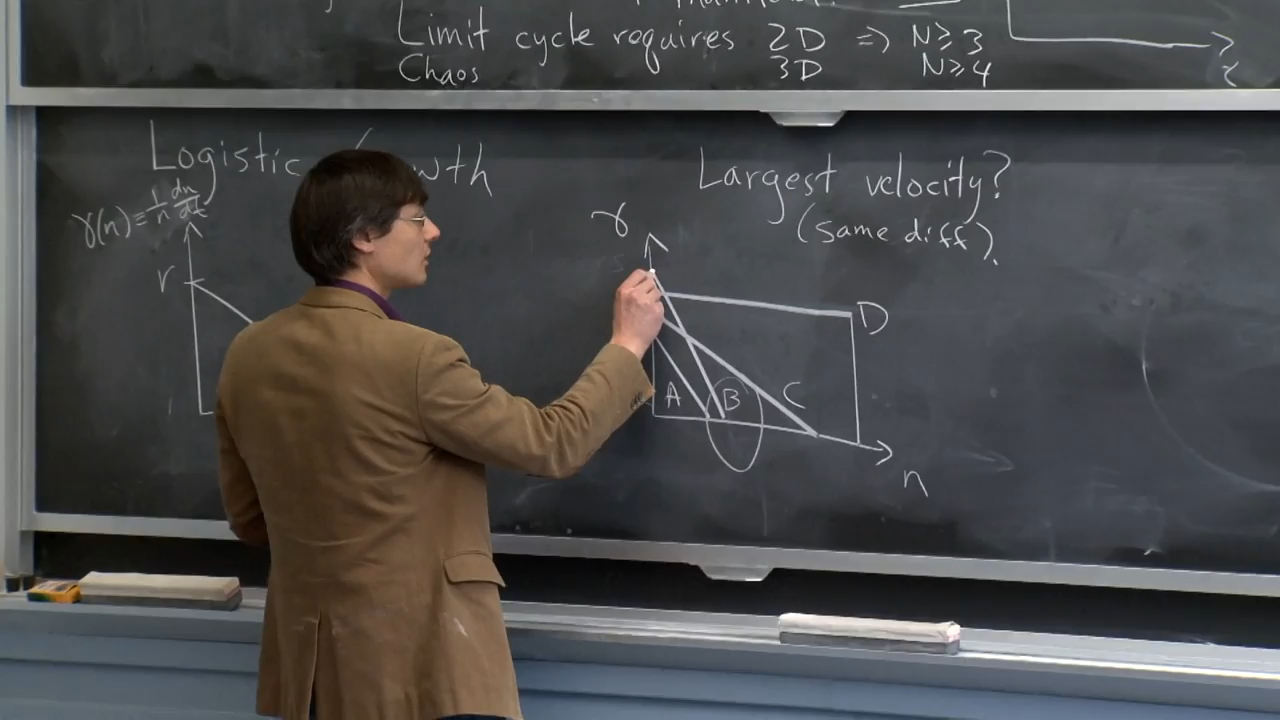 Limit cycle requires 2D => N≥3
Chaos 3D N≥4
Logistic Growth
γ(n) ≡ 1/n dn/dt
r
Largest velocity?
(same diff)
γ
A
B
C
D
n